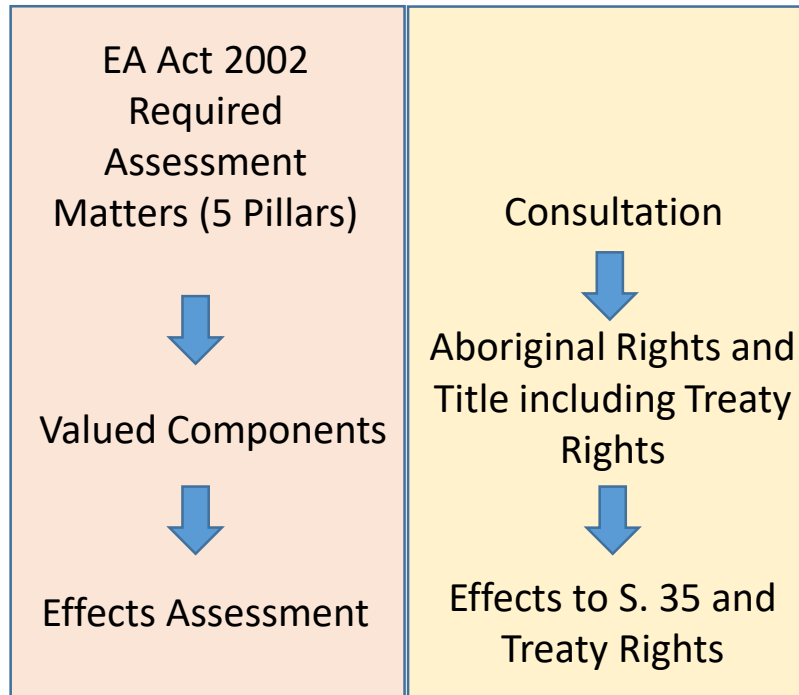 EA Act 2002
Required
Assessment
Matters (5 Pillars)
Valued Components
Effects Assessment
Consultation
Aboriginal Rights and
Title including Treaty
Rights
Effects to S. 35 and
Treaty Rights